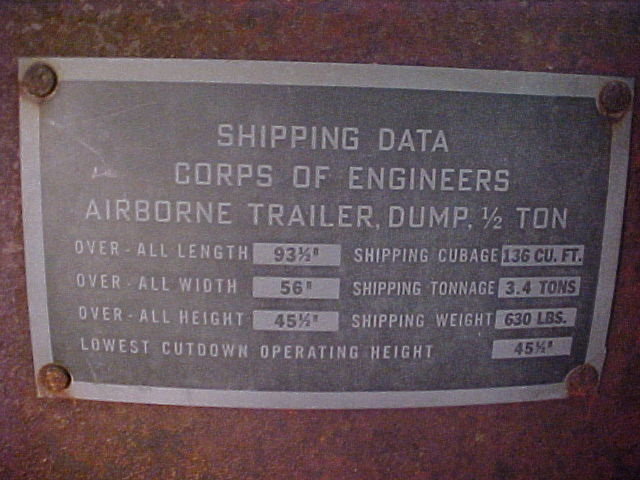 SHIPPING DATA
CORPS OF ENGINEERS
AIRBORNE TRAILER, DUMP, ½ TON
OVER-ALL LENGTH 93½" SHIPPING CUBAGE 136 CU. FT.
OVER-ALL WIDTH 56" SHIPPING TONNAGE 3.4 TONS
OVER-ALL HEIGHT 45½" SHIPPING WEIGHT 630 LBS.
LOWEST CUTDOWN OPERATING HEIGHT 45½"